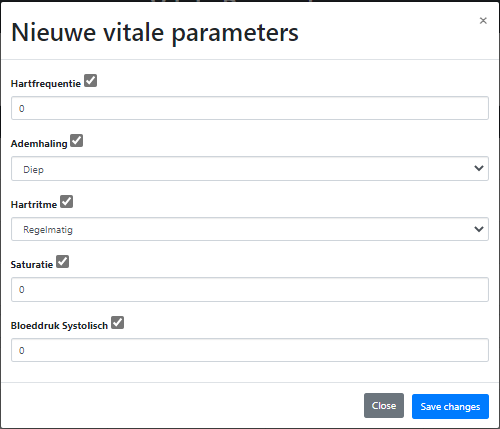 Nieuwe vitale parameters
×
Hartfrequentie
0
Ademhaling
Diep
Hartritme
Regelmatig
Saturatie
0
Bloeddruk Systolisch
0
Close
Save changes